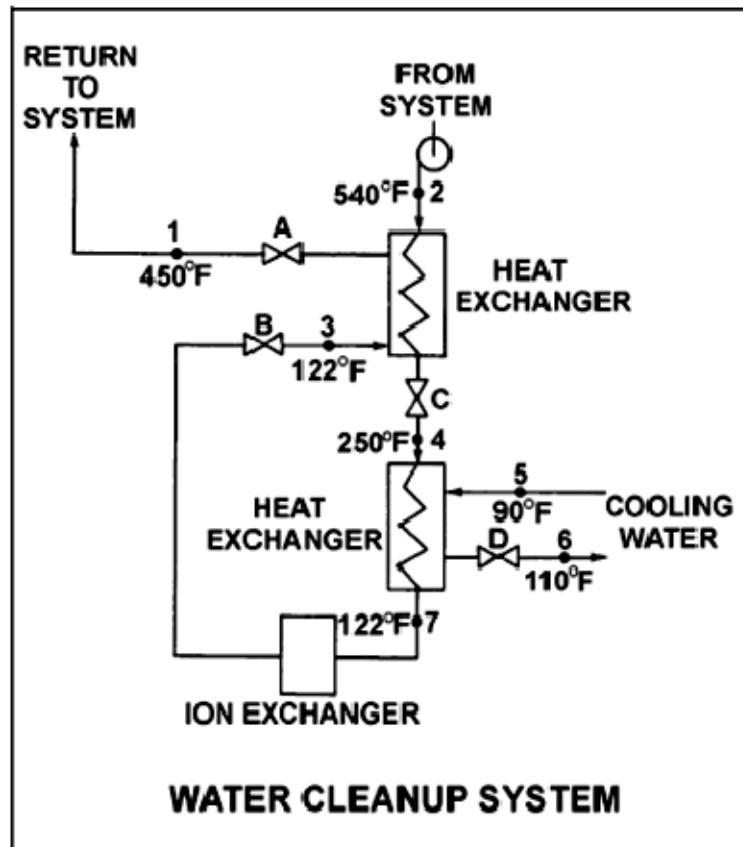 RETURN
TO
SYSTEM
FROM
SYSTEM
540°F 2
1
A
450°F
HEAT
EXCHANGER
B
3
122°F
C
250°F 4
HEAT
EXCHANGER
5
90°F
COOLING
WATER
D
6
110°F
122°F 7
ION EXCHANGER
WATER CLEANUP SYSTEM